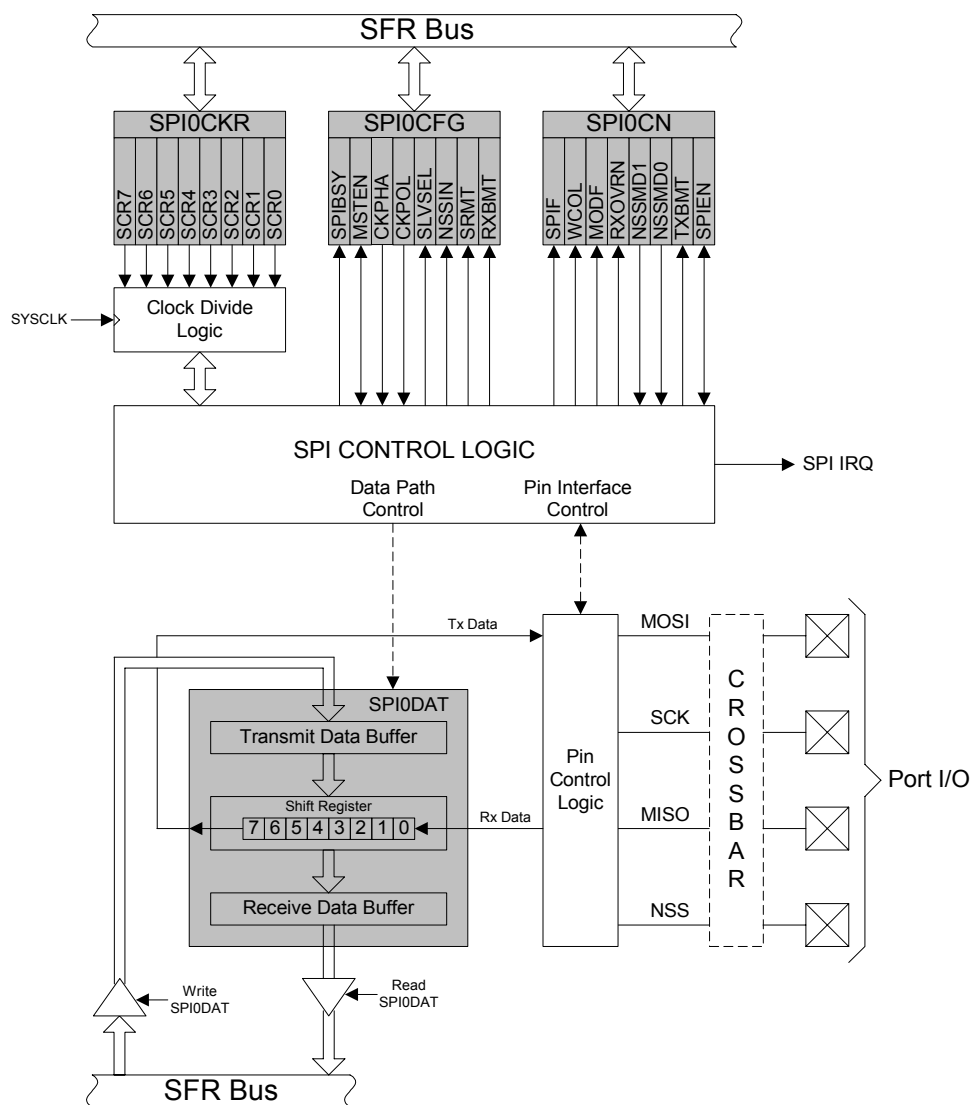 SFR Bus
SPI0CKR
SPI0CFG
SPI0CN
SCR7
SCR6
SCR5
SCR4
SCR3
SCR2
SCR1
SCR0
SPIBSY
MSTEN
CKPHA
CKPOL
SLVSEL
NSSIN
SRMT
RXBMT
SPIF
WCOL
MODF
RXOVRN
NSSMD1
NSSMD0
TXBMT
SPIEN
SYSCLK
Clock Divide
Logic
SPI CONTROL LOGIC
SPI IRQ
Data Path
Control
Pin Interface
Control
Tx Data
MOSI
SPI0DAT
Transmit Data Buffer
SCK
Shift Register
7 6 5 4 3 2 1 0
Rx Data
Pin
Control
Logic
MISO
Receive Data Buffer
NSS
CROSSBAR
Port I/O
Write
SPI0DAT
Read
SPI0DAT
SFR Bus